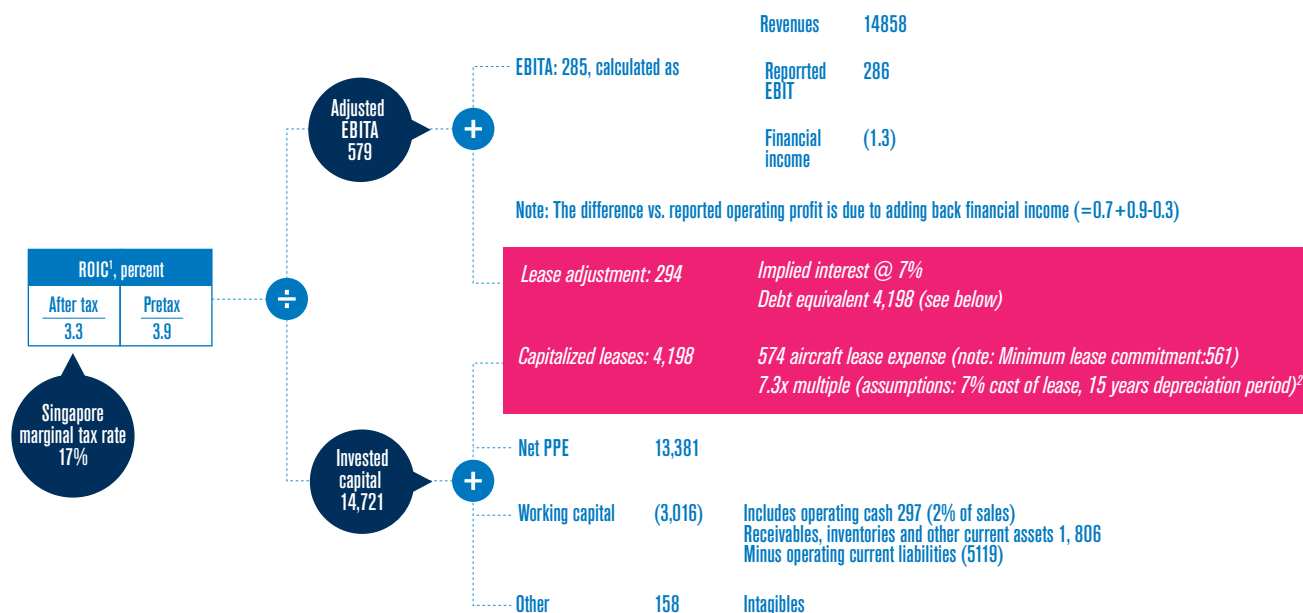 Revenues 14858
EBITA: 285, calculated as
Reporrted 286
EBIT
Adjusted
EBITA
579
+
Financial (1.3)
income
Note: The difference vs. reported operating profit is due to adding back financial income (=0.7+0.9-0.3)
ROIC¹, percent
After tax Pretax
3.3 3.9
÷
Lease adjustment: 294 Implied interest @ 7%
Debt equivalent 4,198 (see below)
Capitalized leases: 4,198 574 aircraft lease expense (note: Minimum lease commitment:561)
7.3x multiple (assumptions: 7% cost of lease, 15 years depreciation period)²
Singapore
marginal tax rate
17%
Invested
capital
14,721
+
Net PPE 13,381
Working capital (3,016) Includes operating cash 297 (2% of sales)
Receivables, inventories and other current assets 1, 806
Minus operating current liabilities (5119)
Other 158 Intagibles